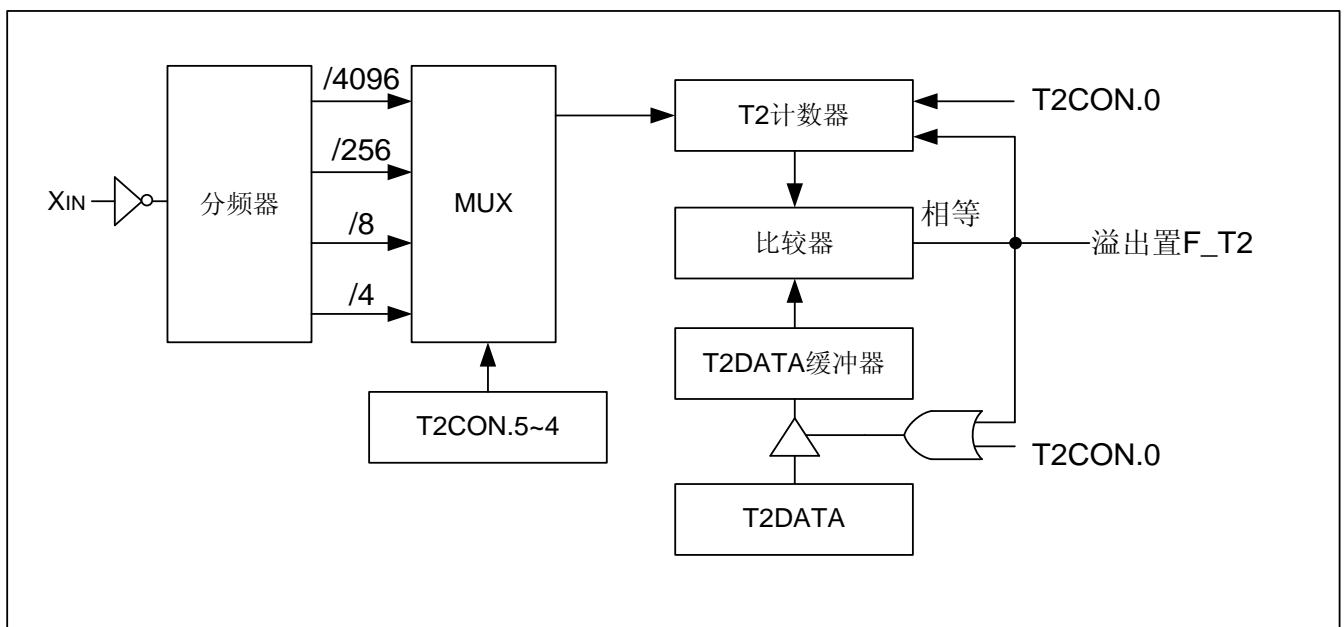 /4096
/256
/8
/4
XIN
分频器
MUX
T2CON.5~4
T2计数器
T2CON.0
比较器
相等
溢出置F_T2
T2DATA缓冲器
T2CON.0
T2DATA